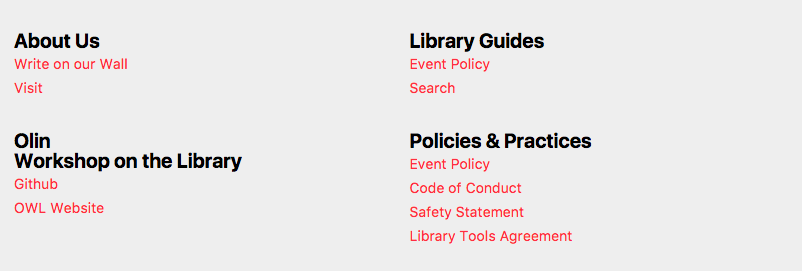 About Us
Write on our Wall
Visit
Library Guides
Event Policy
Search
Olin
Workshop on the Library
Github
OWL Website
Policies & Practices
Event Policy
Code of Conduct
Safety Statement
Library Tools Agreement